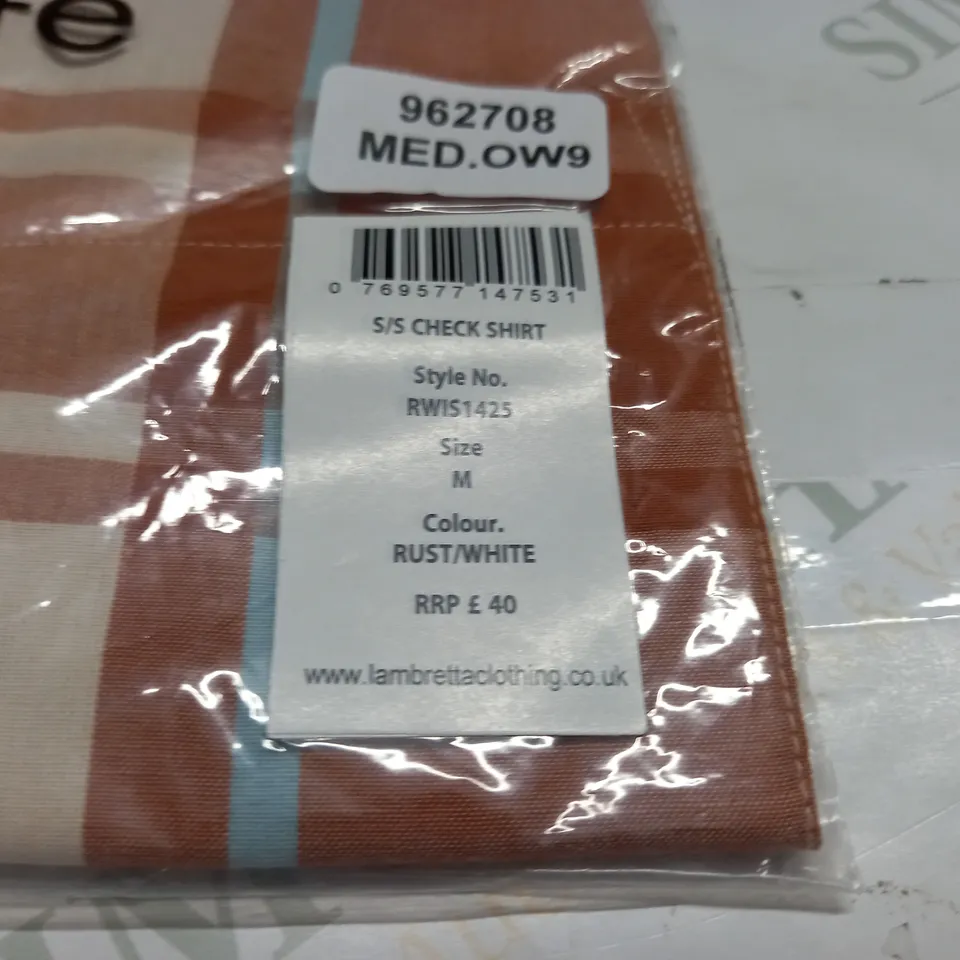 962708
MED.OW9
0 769577 147531
S/S CHECK SHIRT
Style No.
RWIS1425
Size
M
Colour.
RUST/WHITE
RRP £ 40
www.lambrettaclothing.co.uk